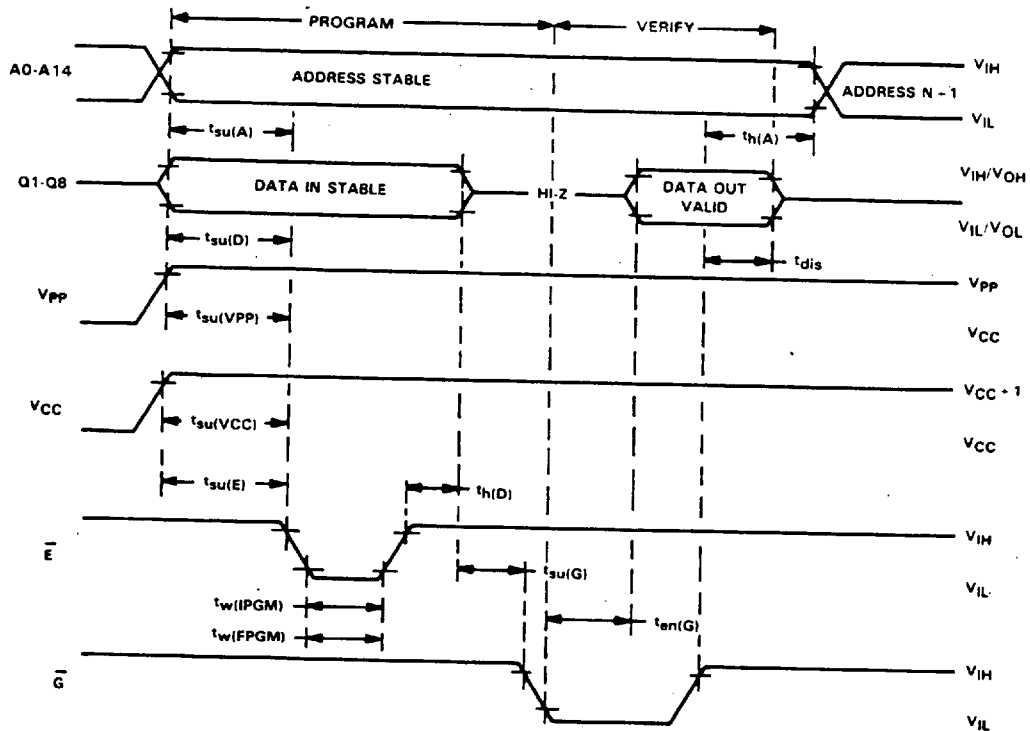 PROGRAM
VERIFY
A0-A14
ADDRESS STABLE
VIH
ADDRESS N + 1
VIL
tsu(A)
th(A)
Q1-Q8
DATA IN STABLE
HI-Z
DATA OUT
VALID
VIH/VOH
VIL/VOL
tsu(D)
tdis
VPP
VPP
tsu(VPP)
VCC
VCC
VCC + 1
tsu(VCC)
VCC
tsu(E)
th(D)
E
VIH
tsu(G)
VIL
tw(IPGM)
ten(G)
tw(FPGM)
G
VIH
VIL